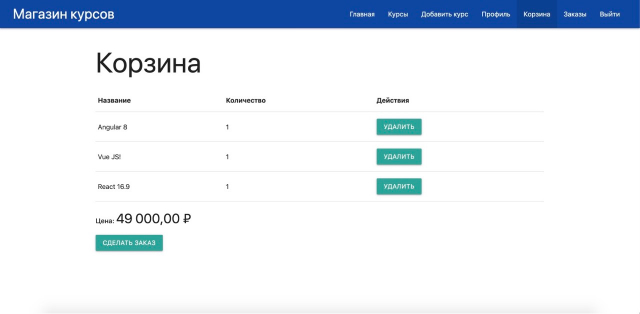 Магазин курсов
Главная Курсы Добавить курс Профиль Корзина Заказы Выйти
Корзина
Название Количество Действия
Angular 8 1 УДАЛИТЬ
Vue JS! 1 УДАЛИТЬ
React 16.9 1 УДАЛИТЬ
Цена: 49 000,00 ₽
СДЕЛАТЬ ЗАКАЗ